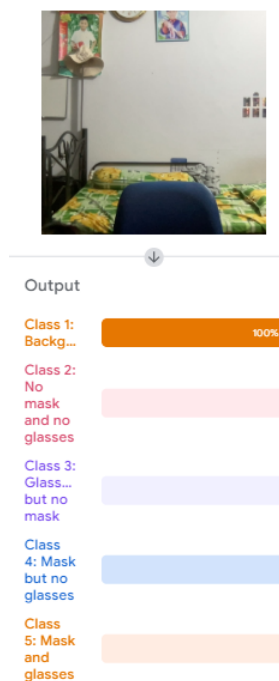 Output
Class 1:
Backg...
100%
Class 2:
No
mask
and no
glasses
Class 3:
Glass...
but no
mask
Class
4: Mask
but no
glasses
Class
5: Mask
and
glasses